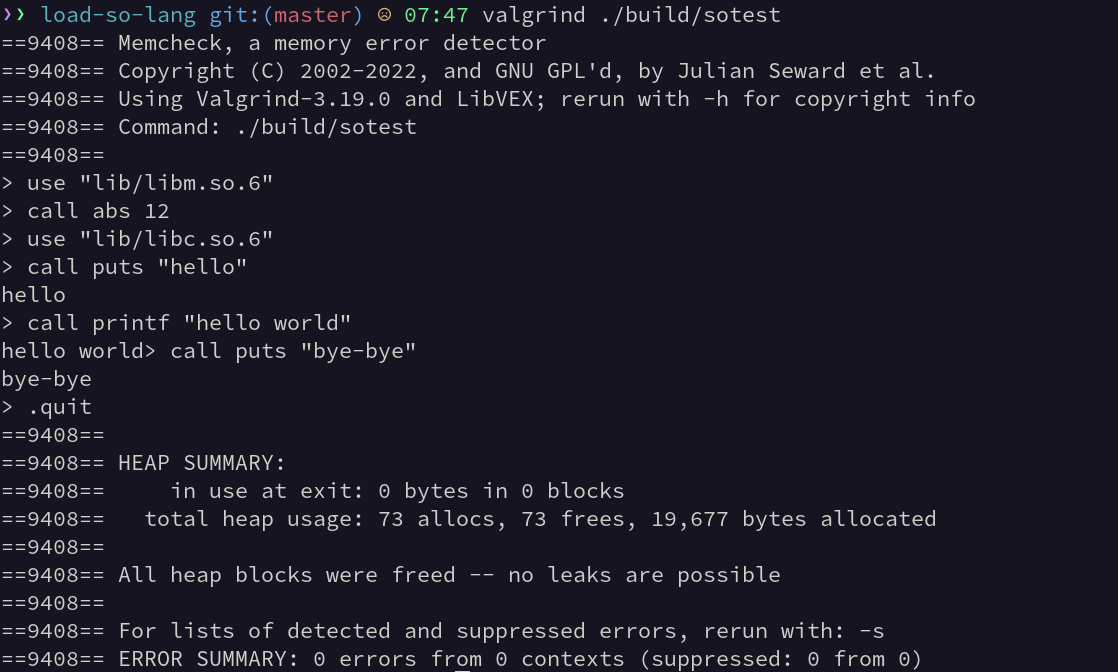 ❯❯ load-so-lang git:(master) ☹ 07:47 valgrind ./build/sotest
==9408== Memcheck, a memory error detector
==9408== Copyright (C) 2002-2022, and GNU GPL'd, by Julian Seward et al.
==9408== Using Valgrind-3.19.0 and LibVEX; rerun with -h for copyright info
==9408== Command: ./build/sotest
==9408==
> use "lib/libm.so.6"
> call abs 12
> use "lib/libc.so.6"
> call puts "hello"
hello
> call printf "hello world"
hello world> call puts "bye-bye"
bye-bye
> .quit
==9408==
==9408== HEAP SUMMARY:
==9408==     in use at exit: 0 bytes in 0 blocks
==9408==   total heap usage: 73 allocs, 73 frees, 19,677 bytes allocated
==9408==
==9408== All heap blocks were freed -- no leaks are possible
==9408==
==9408== For lists of detected and suppressed errors, rerun with: -s
==9408== ERROR SUMMARY: 0 errors from 0 contexts (suppressed: 0 from 0)